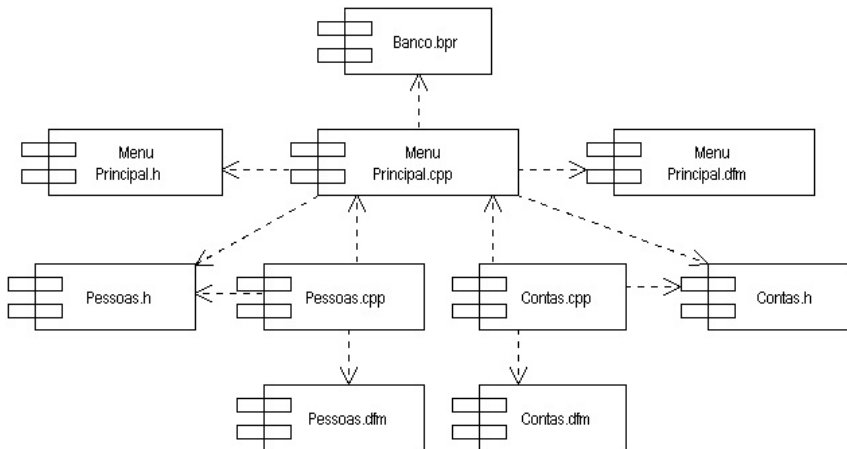 Banco.bpr
Menu
Principal.h
Menu
Principal.cpp
Menu
Principal.dfm
Pessoas.h
Pessoas.cpp
Contas.cpp
Contas.h
Pessoas.dfm
Contas.dfm